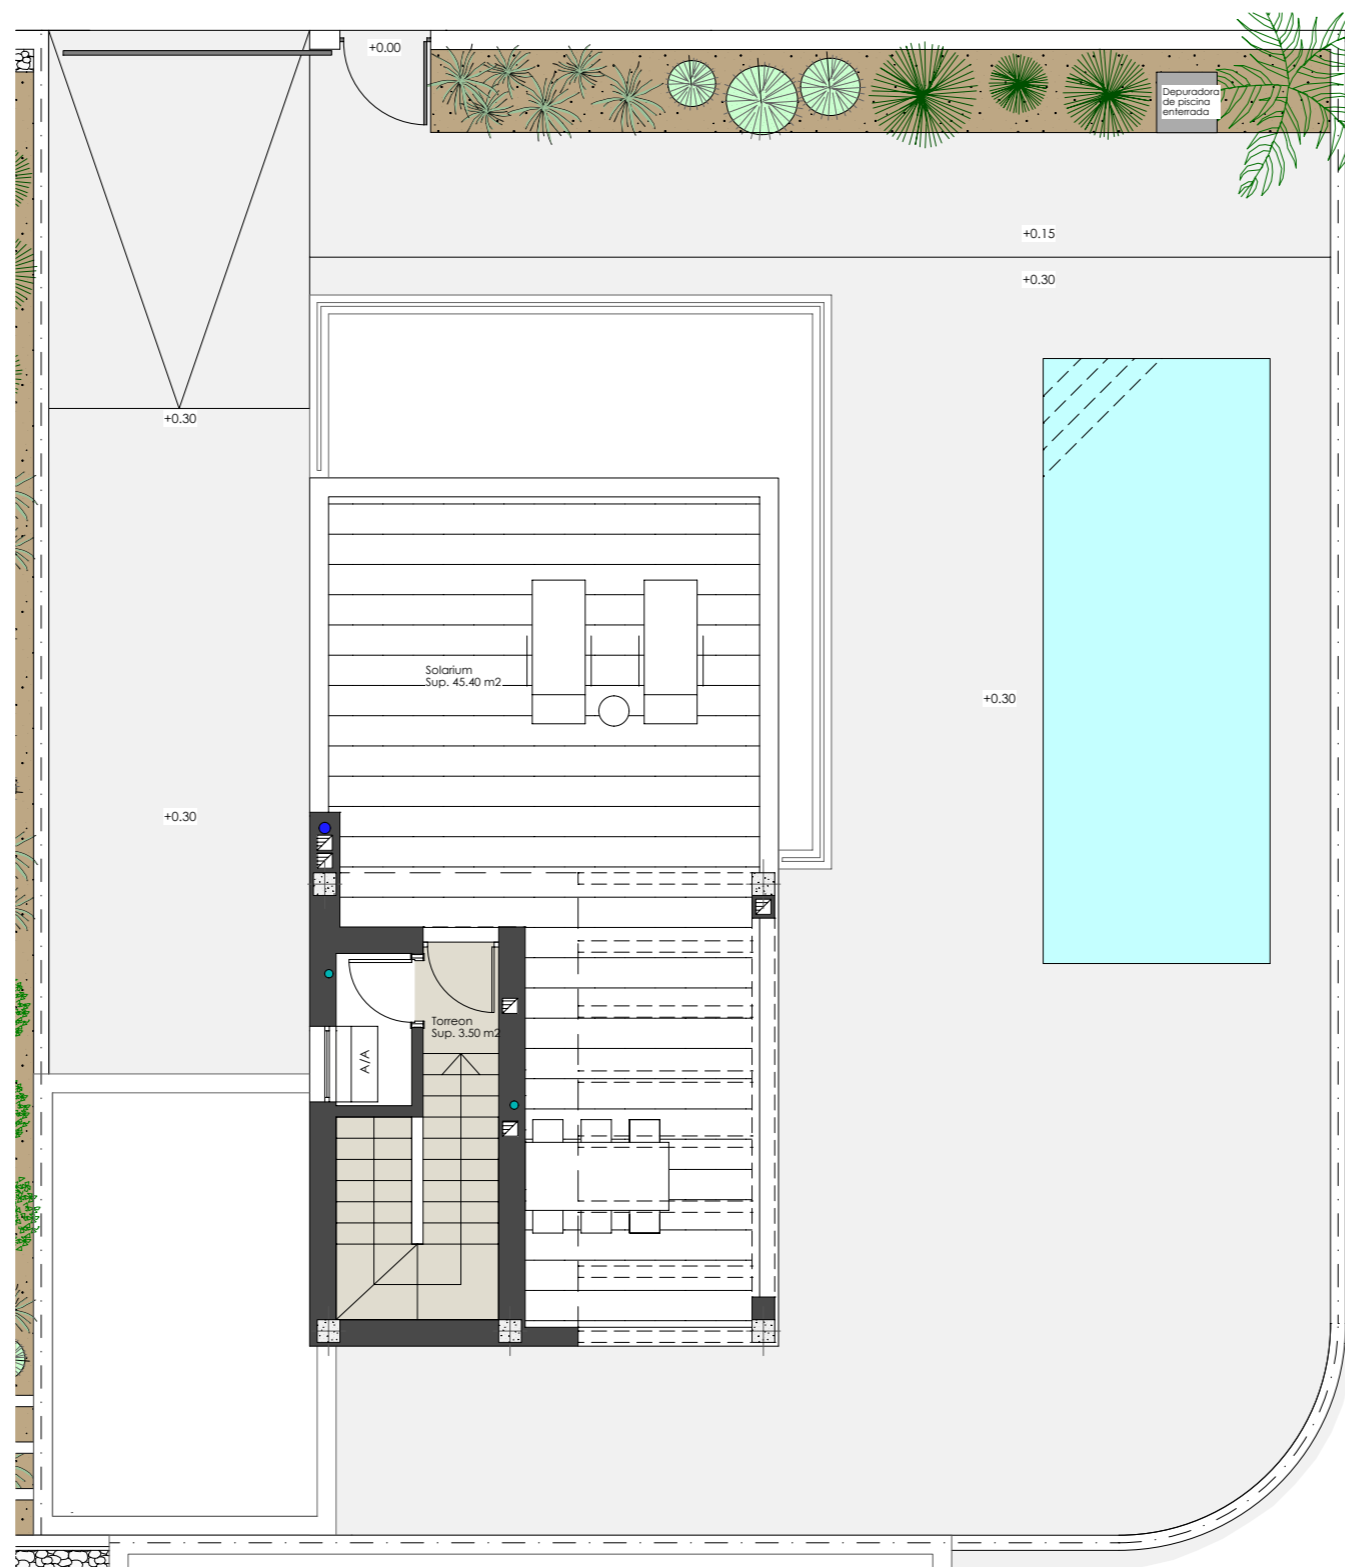 +0.00
Depuradora
de piscina
enterrada
+0.15
+0.30
+0.30
Solarium
Sup. 45.40 m2
+0.30
+0.30
Torreon
Sup. 3.50 m2
A/A